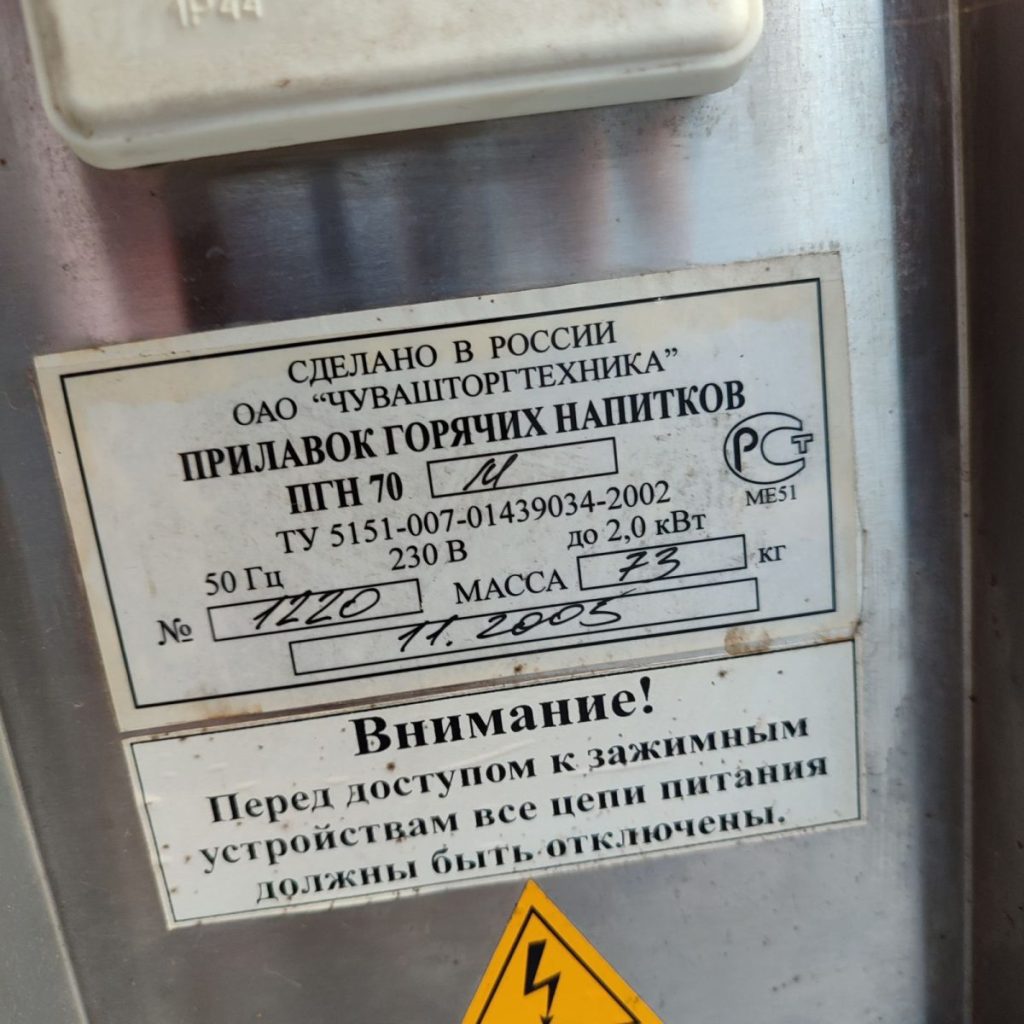 IP44
СДЕЛАНО В РОССИИ
ОАО “ЧУВАШТОРГТЕХНИКА”
ПРИЛАВОК ГОРЯЧИХ НАПИТКОВ
ПГН 70 М
РСТ
МЕ51
ТУ 5151-007-01439034-2002
50 Гц 230 В до 2,0 кВт
№ 1220 МАССА 73 кг
11. 2005
Внимание!
Перед доступом к зажимным
устройствам все цепи питания
должны быть отключены.